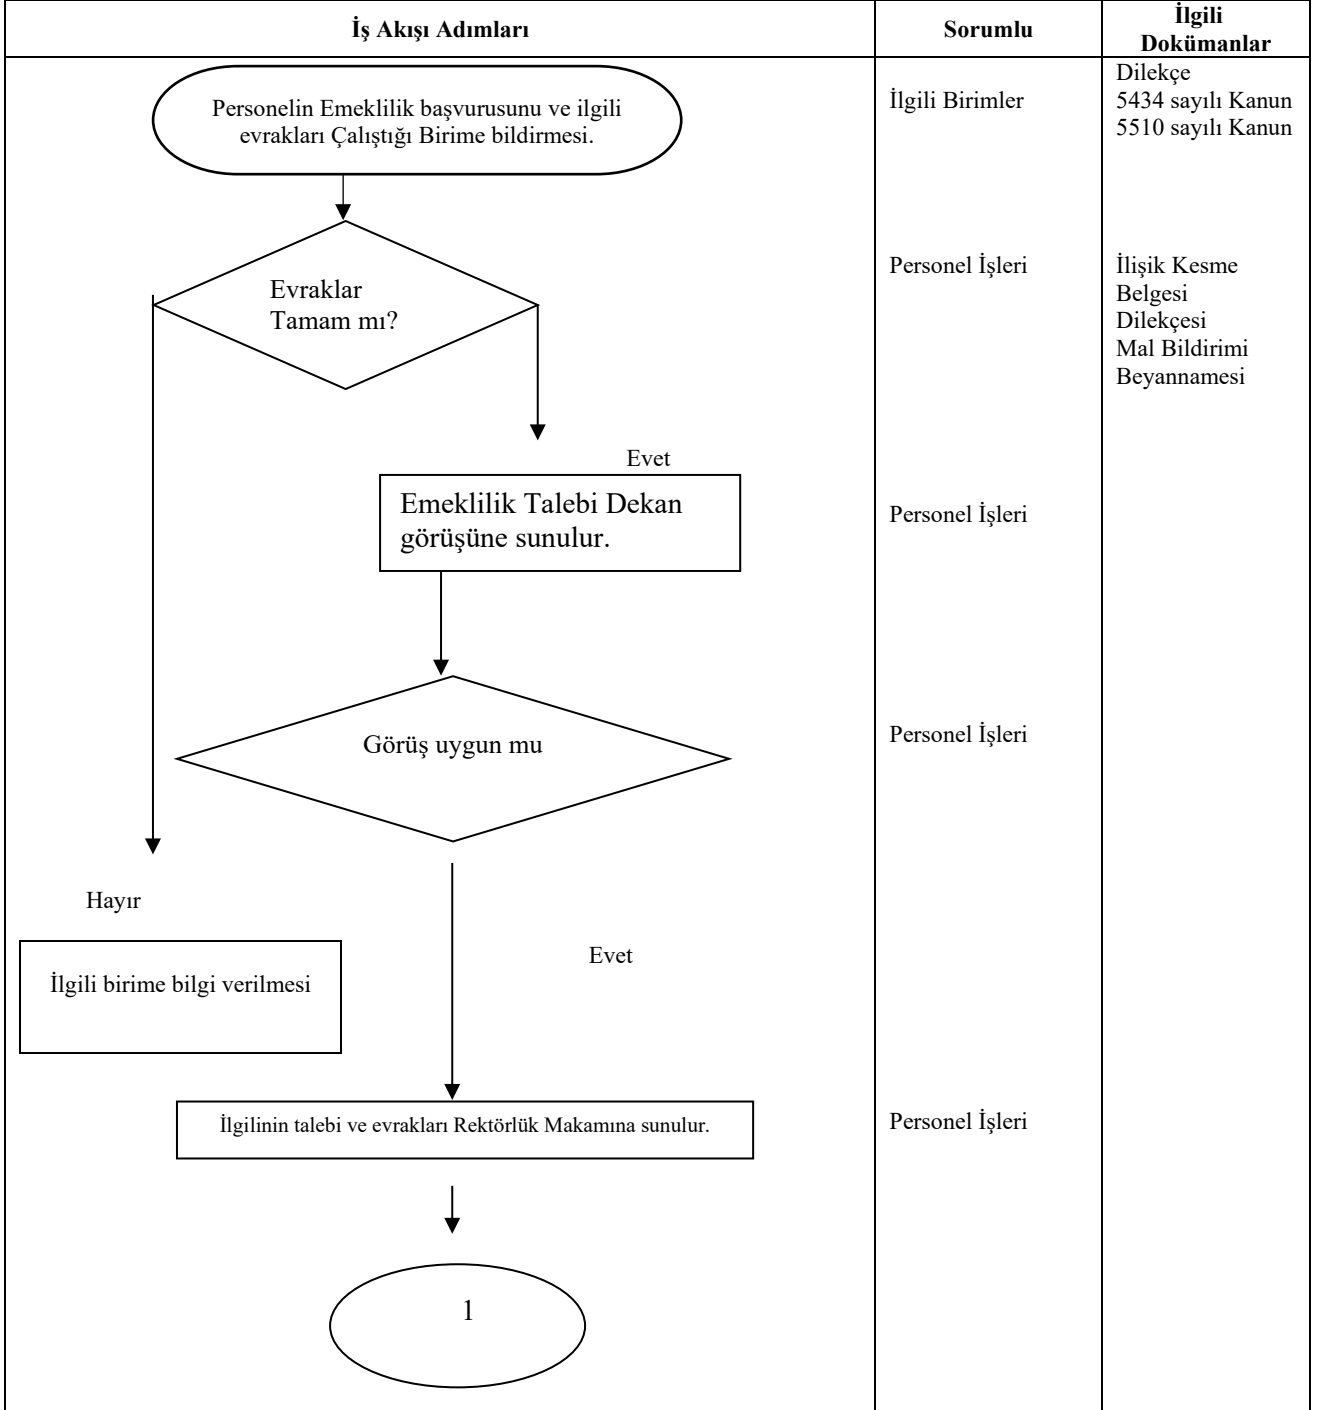 İş Akışı Adımları
Sorumlu
İlgili
Dokümanlar
Personelin Emeklilik başvurusunu ve ilgili
evrakları Çalıştığı Birime bildirmesi.
İlgili Birimler
Dilekçe
5434 sayılı Kanun
5510 sayılı Kanun
Evraklar
Tamam mı?
Personel İşleri
İlişik Kesme
Belgesi
Dilekçesi
Mal Bildirimi
Beyannamesi
Evet
Emeklilik Talebi Dekan
görüşüne sunulur.
Personel İşleri
Görüş uygun mu
Personel İşleri
Hayır
Evet
İlgili birime bilgi verilmesi
İlgilinin talebi ve evrakları Rektörlük Makamına sunulur.
Personel İşleri
1